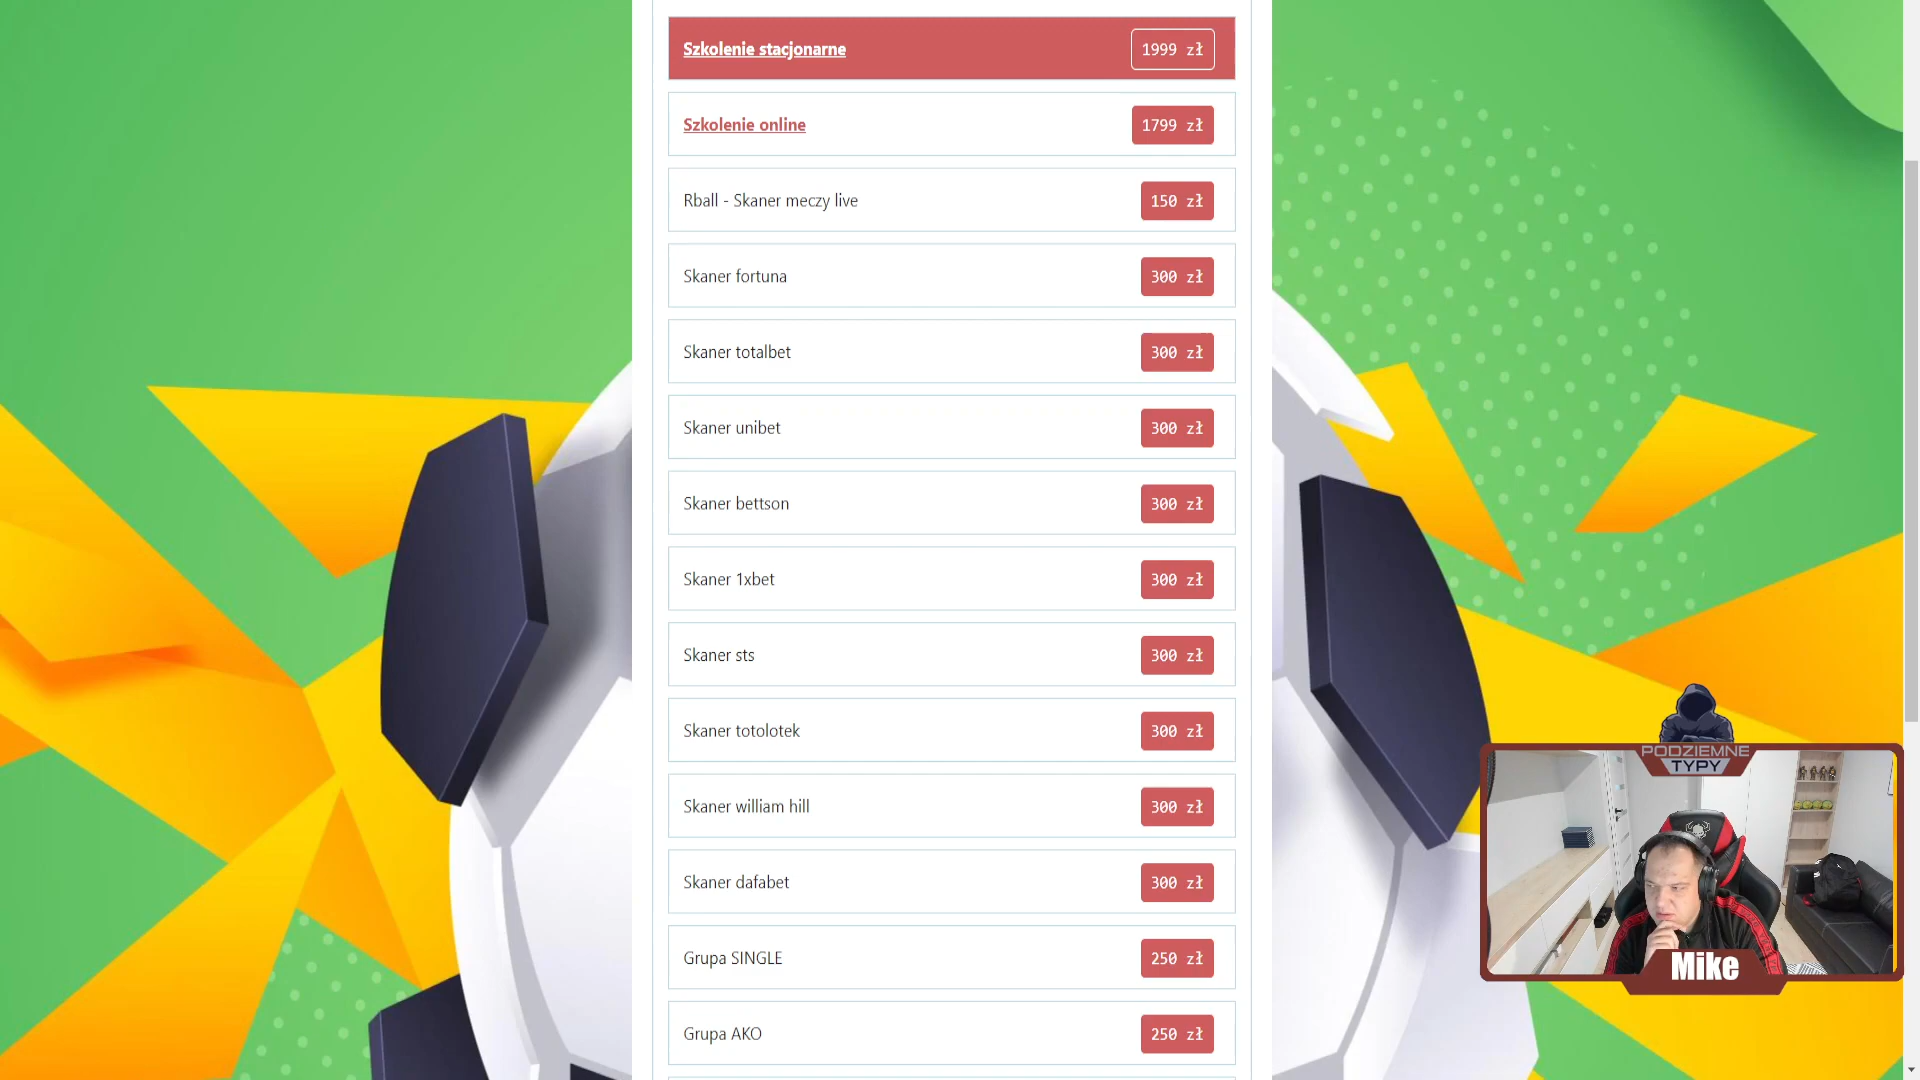 Szkolenie stacjonarne 1999 zł
Szkolenie online 1799 zł
Rball - Skaner meczy live 150 zł
Skaner fortuna 300 zł
Skaner totalbet 300 zł
Skaner unibet 300 zł
Skaner bettson 300 zł
Skaner 1xbet 300 zł
Skaner sts 300 zł
Skaner totolotek 300 zł
Skaner william hill 300 zł
Skaner dafabet 300 zł
Grupa SINGLE 250 zł
Grupa AKO 250 zł
PODZIEMNE
TYPY
Mike